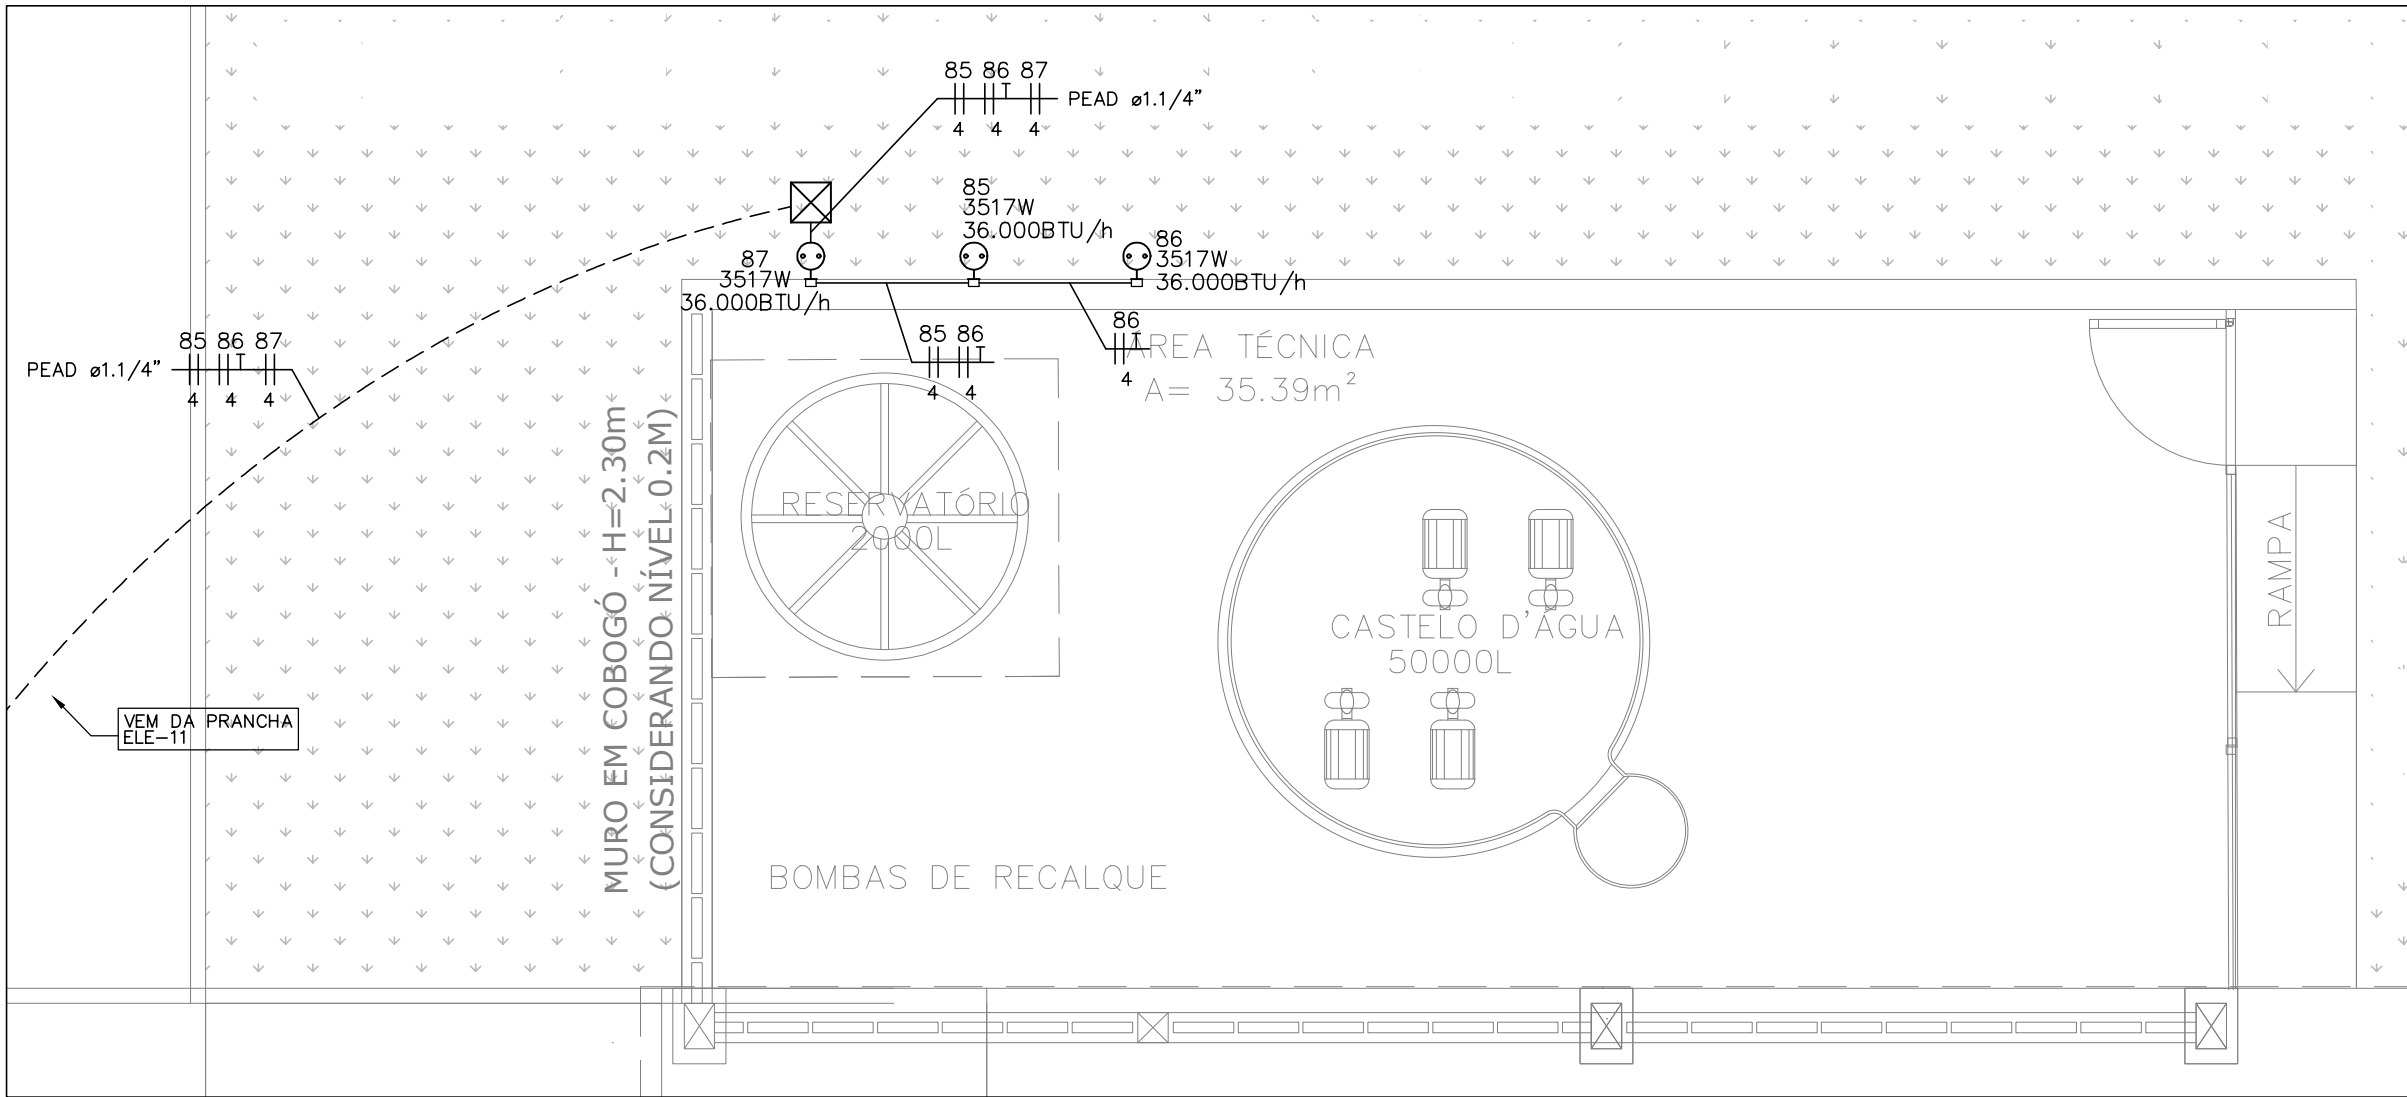 85 86 87
PEAD ø1.1/4"
4 4 4
85
3517W
36.000BTU/h
86
3517W
36.000BTU/h
87
3517W
36.000BTU/h
85 86
4 4
86
4
85 86 87
PEAD ø1.1/4"
4 4 4
ÁREA TÉCNICA
A= 35.39m²
MURO EM COBOGÓ - H=2.30m
(CONSIDERANDO NÍVEL 0.2M)
RESERVATÓRIO
2000L
CASTELO D'ÁGUA
50000L
RAMPA
VEM DA PRANCHA
ELE-11
BOMBAS DE RECALQUE